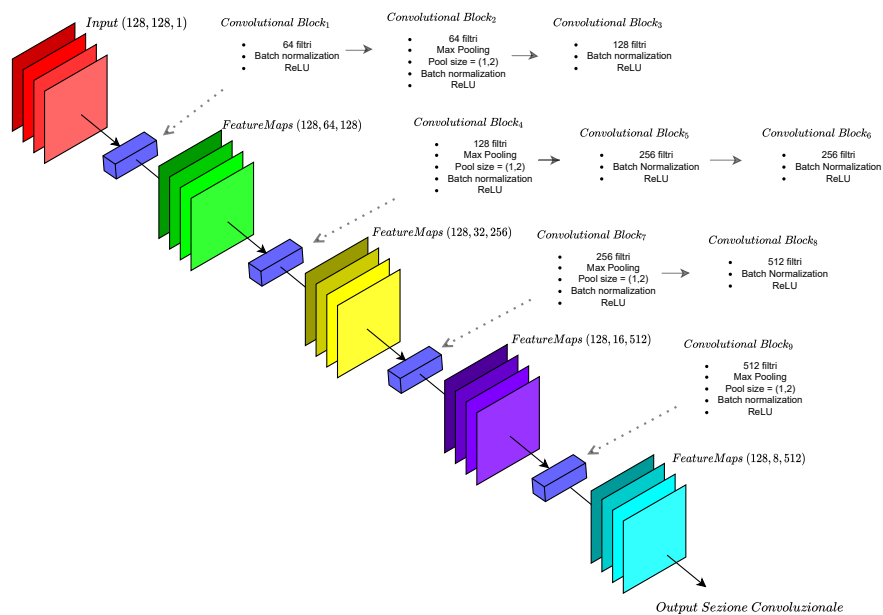 Input (128, 128, 1)
Convolutional Block₁
64 filtri
Batch normalization
ReLU
Convolutional Block₂
64 filtri
Max Pooling
Pool size = (1,2)
Batch normalization
ReLU
Convolutional Block₃
128 filtri
Batch normalization
ReLU
FeatureMaps (128, 64, 128)
Convolutional Block₄
128 filtri
Max Pooling
Pool size = (1,2)
Batch normalization
ReLU
Convolutional Block₅
256 filtri
Batch Normalization
ReLU
Convolutional Block₆
256 filtri
Batch Normalization
ReLU
FeatureMaps (128, 32, 256)
Convolutional Block₇
256 filtri
Max Pooling
Pool size = (1,2)
Batch normalization
ReLU
Convolutional Block₈
512 filtri
Batch Normalization
ReLU
FeatureMaps (128, 16, 512)
Convolutional Block₉
512 filtri
Max Pooling
Pool size = (1,2)
Batch normalization
ReLU
FeatureMaps (128, 8, 512)
Output Sezione Convoluzionale